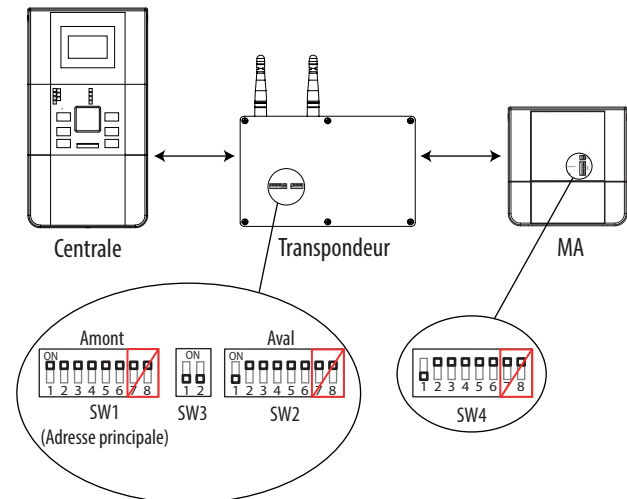 Centrale
Transpondeur
MA
Amont
Aval
ON
ON
ON
1 2 3 4 5 6 7 8
1 2
1 2 3 4 5 6 7 8
1 2 3 4 5 6 7 8
SW1
SW3
SW2
SW4
(Adresse principale)